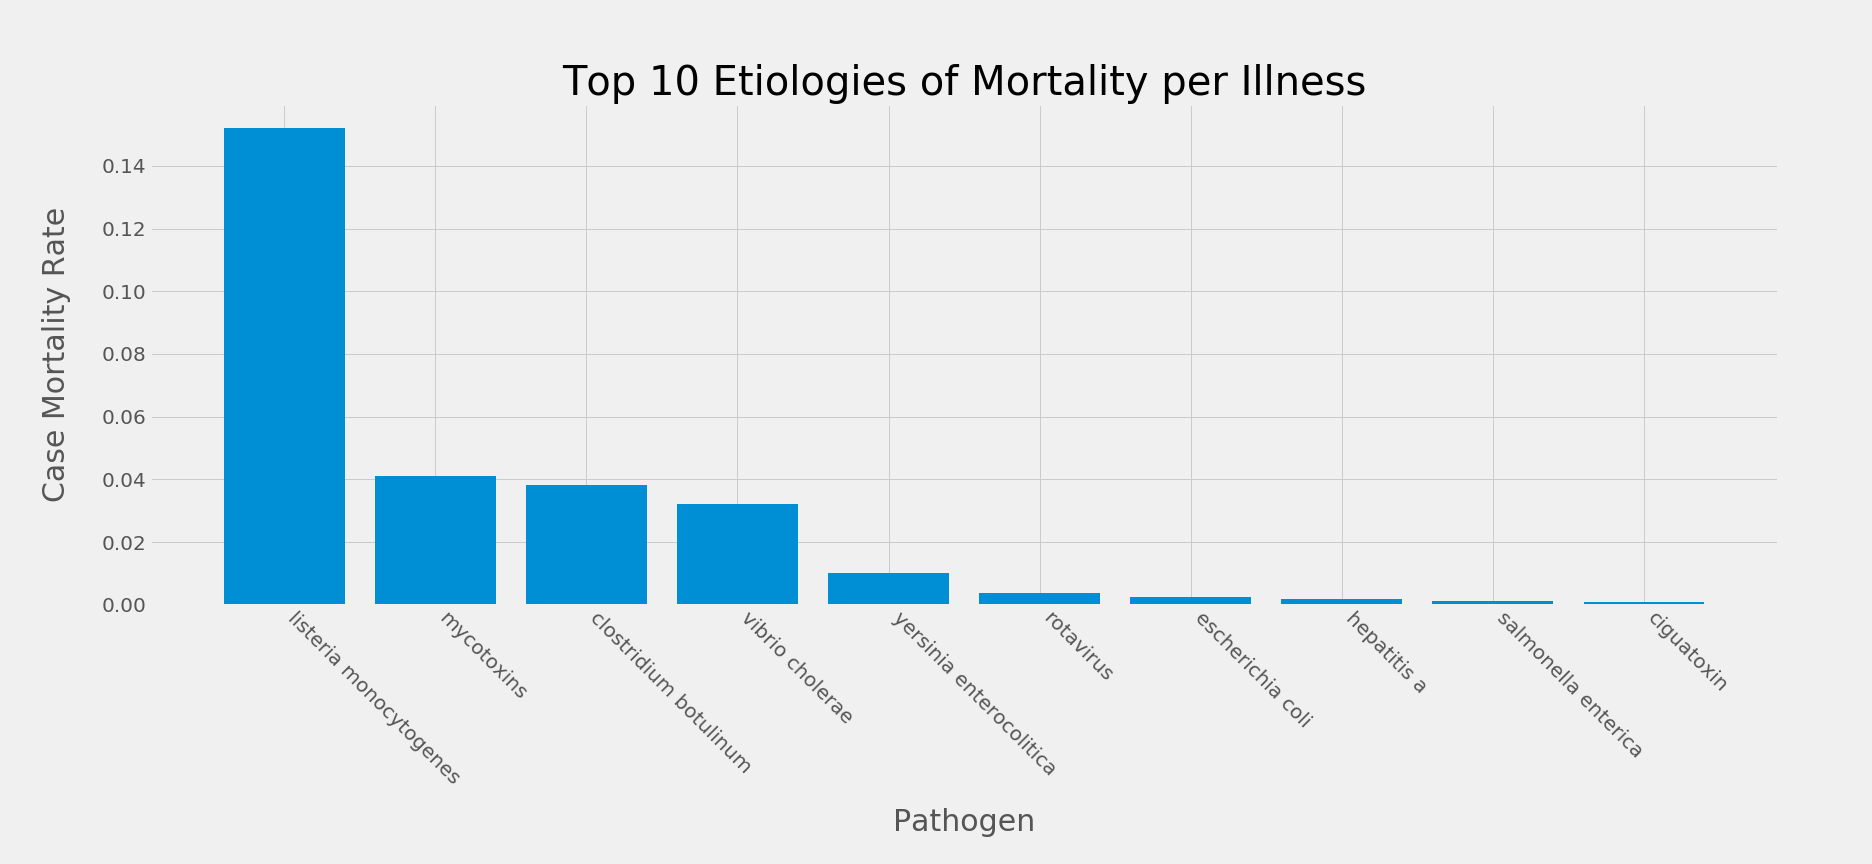 Top 10 Etiologies of Mortality per Illness
Case Mortality Rate
0.14
0.12
0.10
0.08
0.06
0.04
0.02
0.00
listeria monocytogenes
mycotoxins
clostridium botulinum
vibrio cholerae
yersinia enterocolitica
rotavirus
escherichia coli
hepatitis a
salmonella enterica
ciguatoxin
Pathogen